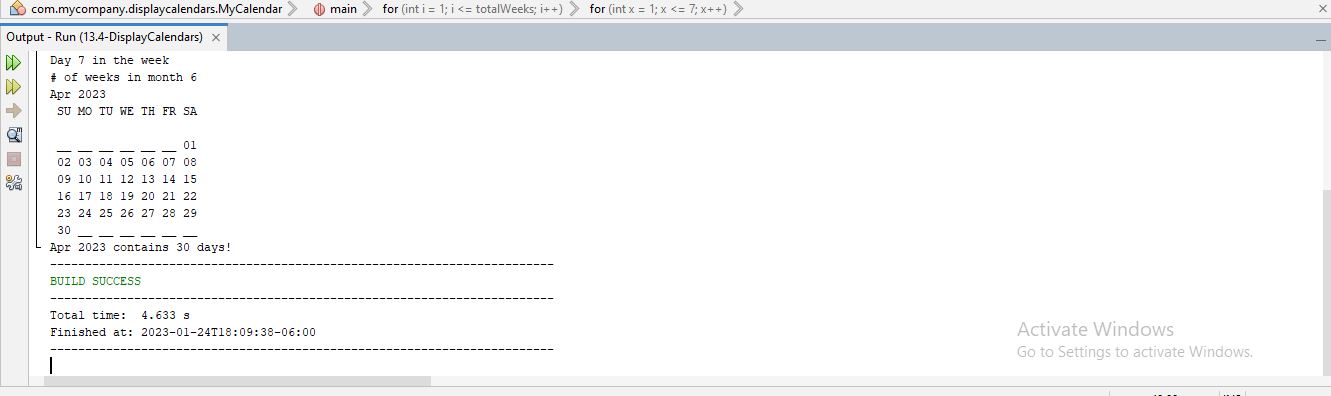 com.mycompany.displaycalendars.MyCalendar main for (int i = 1; i <= totalWeeks; i++) for (int x = 1; x <= 7; x++)
Output - Run (13.4-DisplayCalendars)
Day 7 in the week
# of weeks in month 6
Apr 2023
SU MO TU WE TH FR SA
__ __ __ __ __ __ 01
02 03 04 05 06 07 08
09 10 11 12 13 14 15
16 17 18 19 20 21 22
23 24 25 26 27 28 29
30 __ __ __ __ __ __
Apr 2023 contains 30 days!
------------------------------------------------------------------------
BUILD SUCCESS
------------------------------------------------------------------------
Total time:  4.633 s
Finished at: 2023-01-24T18:09:38-06:00
------------------------------------------------------------------------
Activate Windows
Go to Settings to activate Windows.